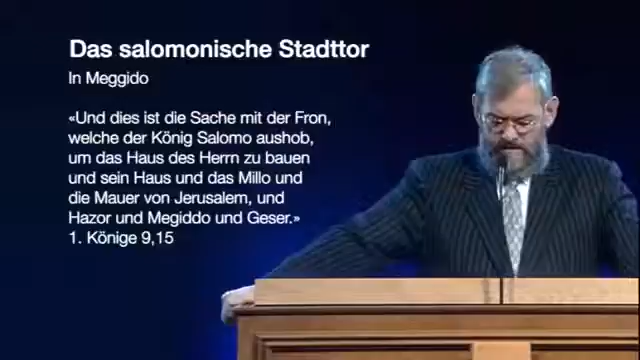 Das salomonische Stadttor
In Meggido
«Und dies ist die Sache mit der Fron,
welche der König Salomo aushob,
um das Haus des Herrn zu bauen
und sein Haus und das Millo und
die Mauer von Jerusalem, und
Hazor und Megiddo und Geser.»
1. Könige 9,15